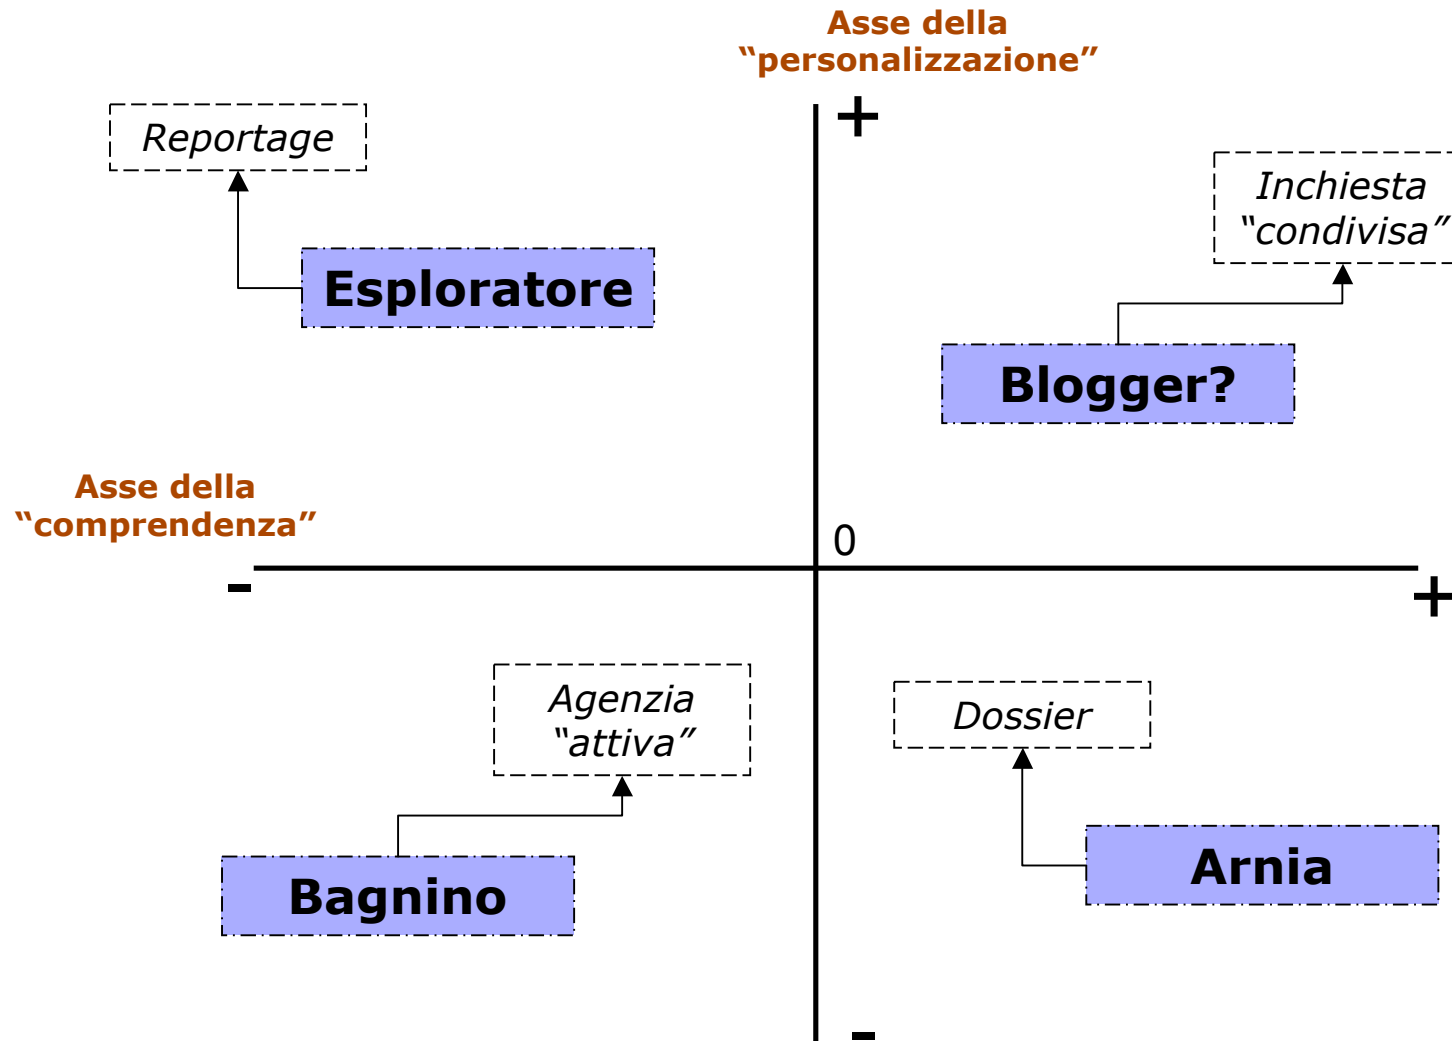 Asse della
“personalizzazione”
+
Reportage
Inchiesta
“condivisa”
Esploratore
Blogger?
Asse della
“comprendenza”
0
-
+
Agenzia
“attiva”
Dossier
Bagnino
Arnia
-